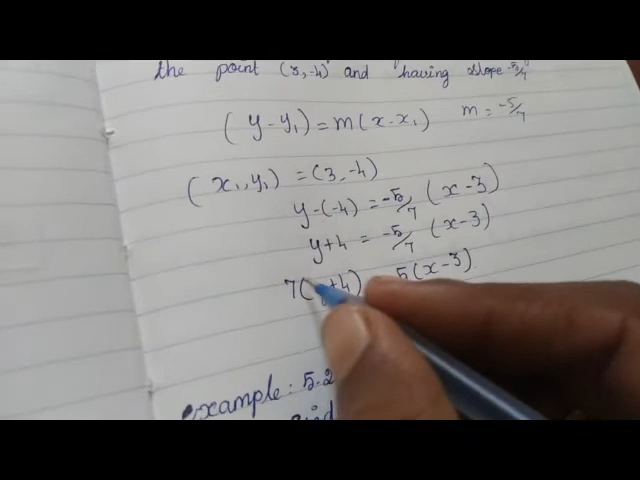 the point (3,-4) and having slope -5/7
(y-y₁) = m(x-x₁) m = -5/7
(x₁, y₁) = (3,-4)
y-(-4) = -5/7 (x-3)
y+4 = -5/7 (x-3)
7( +4) 5(x-3)
example: 5.2